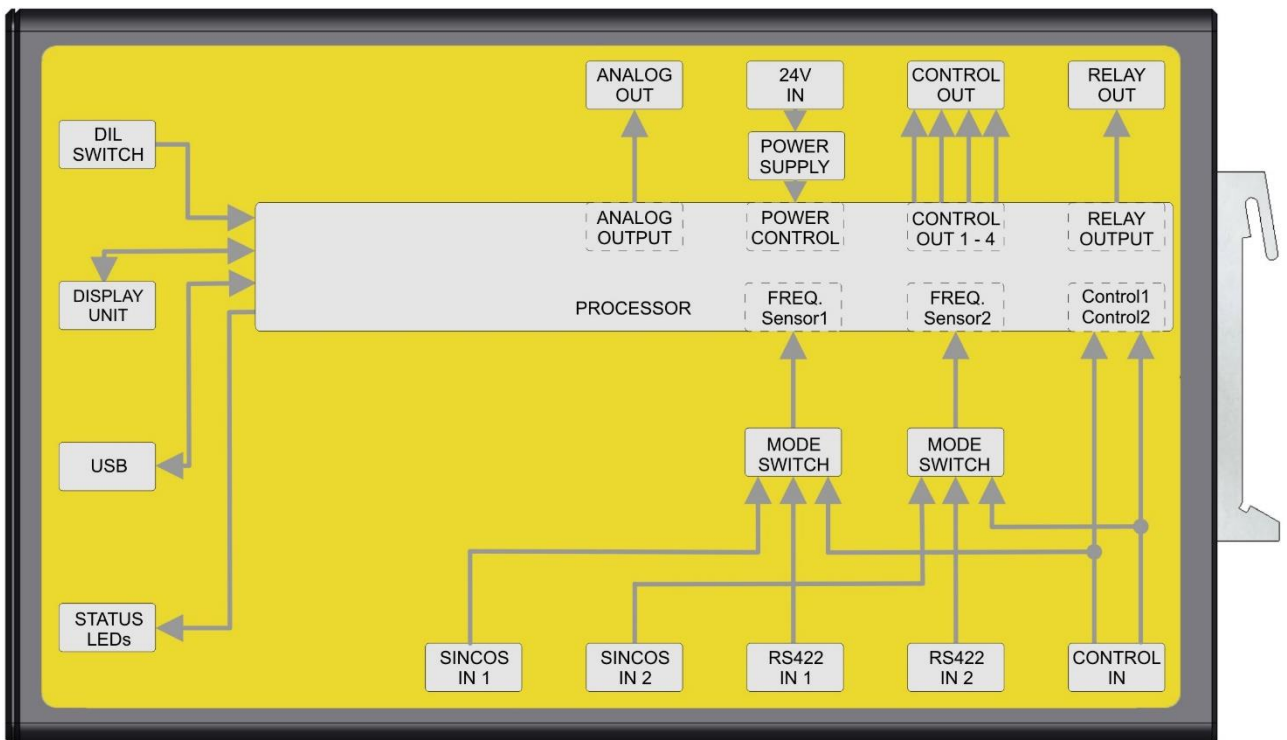 ANALOG
OUT
24V
IN
CONTROL
OUT
RELAY
OUT
DIL
SWITCH
POWER
SUPPLY
ANALOG
OUTPUT
POWER
CONTROL
CONTROL
OUT 1 - 4
RELAY
OUTPUT
DISPLAY
UNIT
PROCESSOR
FREQ.
Sensor1
FREQ.
Sensor2
Control1
Control2
USB
MODE
SWITCH
MODE
SWITCH
STATUS
LEDs
SINCOS
IN 1
SINCOS
IN 2
RS422
IN 1
RS422
IN 2
CONTROL
IN